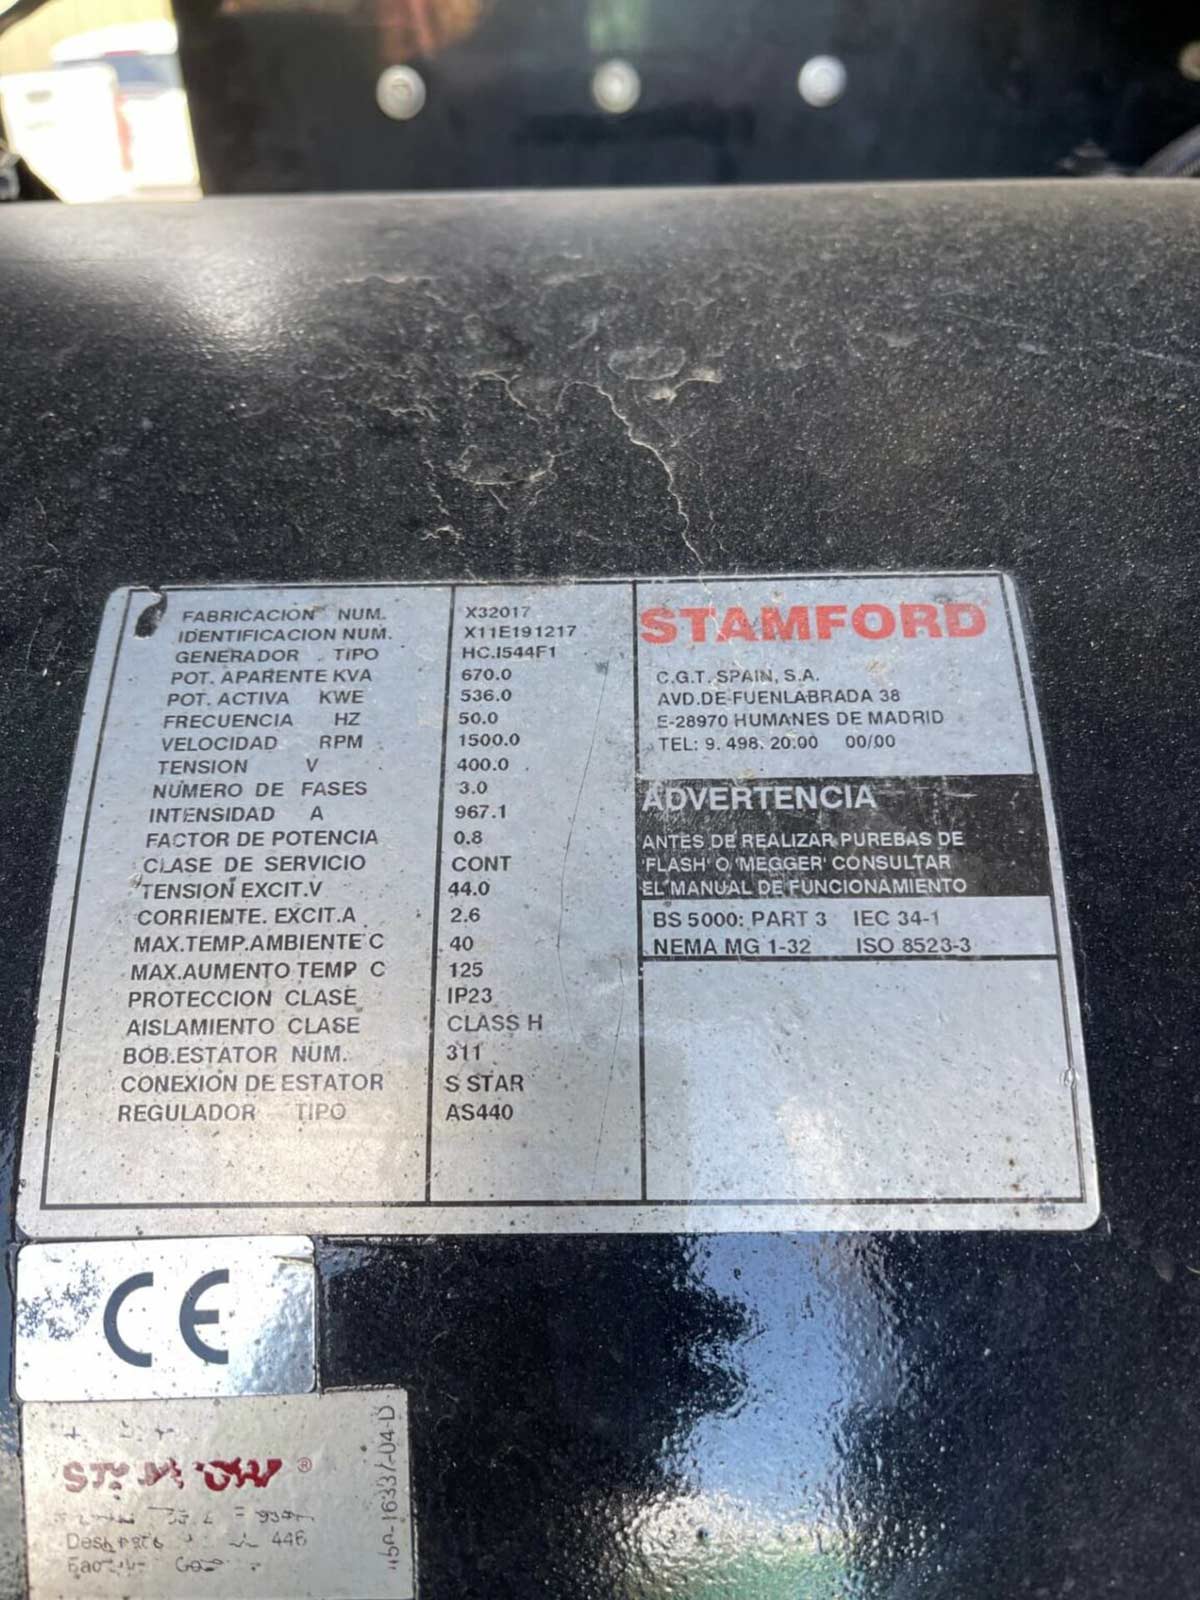 FABRICACION NUM. X32017
IDENTIFICACION NUM. X11E191217
GENERADOR TIPO HC.I544F1
POT. APARENTE KVA 670.0
POT. ACTIVA KWE 536.0
FRECUENCIA HZ 50.0
VELOCIDAD RPM 1500.0
TENSION V 400.0
NUMERO DE FASES 3.0
INTENSIDAD A 967.1
FACTOR DE POTENCIA 0.8
CLASE DE SERVICIO CONT
TENSION EXCIT.V 44.0
CORRIENTE. EXCIT.A 2.6
MAX.TEMP.AMBIENTE C 40
MAX.AUMENTO TEMP C 125
PROTECCION CLASE IP23
AISLAMIENTO CLASE CLASS H
BOB.ESTATOR NUM. 311
CONEXION DE ESTATOR S STAR
REGULADOR TIPO AS440
STAMFORD
C.G.T. SPAIN, S.A.
AVD.DE FUENLABRADA 38
E-28970 HUMANES DE MADRID
TEL: 9. 498. 20.00 00/00
ADVERTENCIA
ANTES DE REALIZAR PUREBAS DE
'FLASH' O 'MEGGER' CONSULTAR
EL MANUAL DE FUNCIONAMIENTO
BS 5000: PART 3 IEC 34-1
NEMA MG 1-32 ISO 8523-3
CE
446